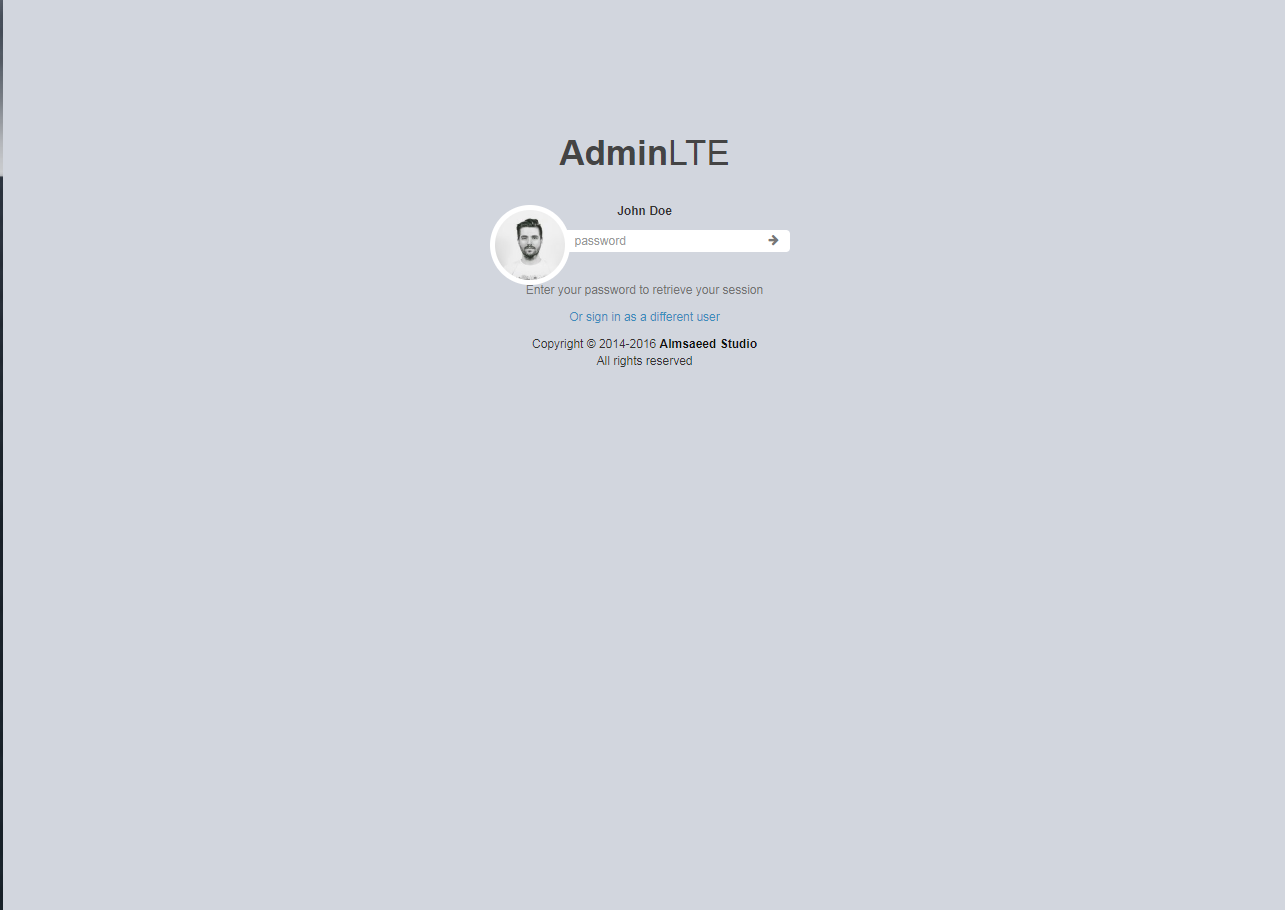 AdminLTE
John Doe
password
Enter your password to retrieve your session
Or sign in as a different user
Copyright © 2014-2016 Almsaeed Studio
All rights reserved